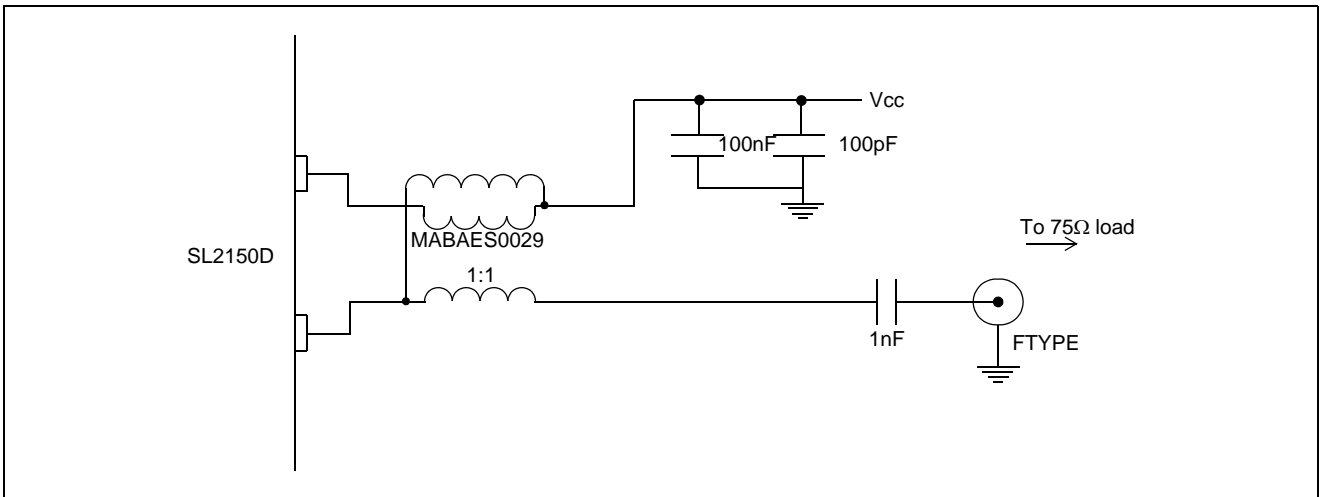 Vcc
100nF
100pF
To 75Ω load
MABAES0029
SL2150D
1:1
1nF
FTYPE